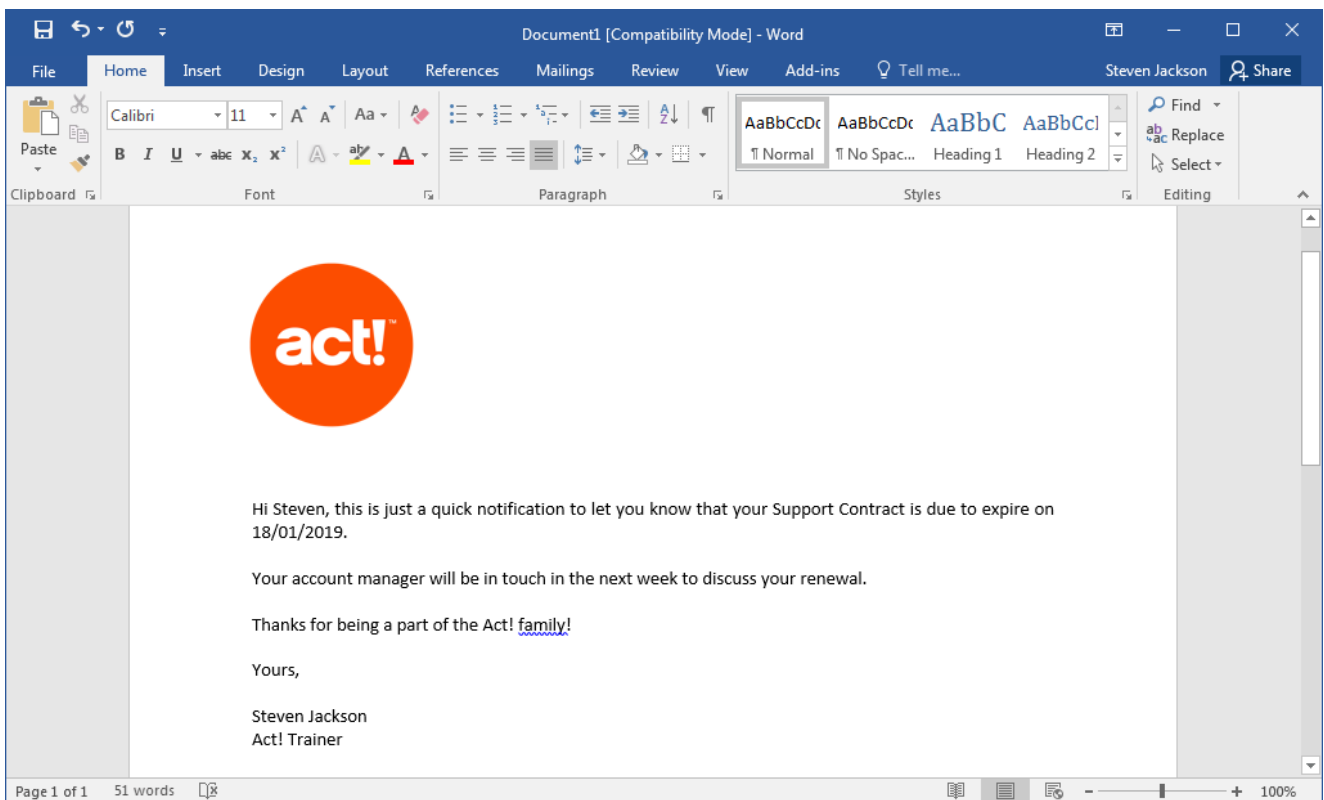 Document1 [Compatibility Mode] - Word
File Home Insert Design Layout References Mailings Review View Add-ins Tell me... Steven Jackson Share
Calibri 11 Aa AaBbCcDc AaBbCcDc AaBbC AaBbCcl Find
Replace
Paste B I U abc x₂ x² A aby A ¶ Normal ¶ No Spac... Heading 1 Heading 2 Select
Clipboard Font Paragraph Styles Editing
act!™
Hi Steven, this is just a quick notification to let you know that your Support Contract is due to expire on
18/01/2019.
Your account manager will be in touch in the next week to discuss your renewal.
Thanks for being a part of the Act! family!
Yours,
Steven Jackson
Act! Trainer
Page 1 of 1 51 words 100%